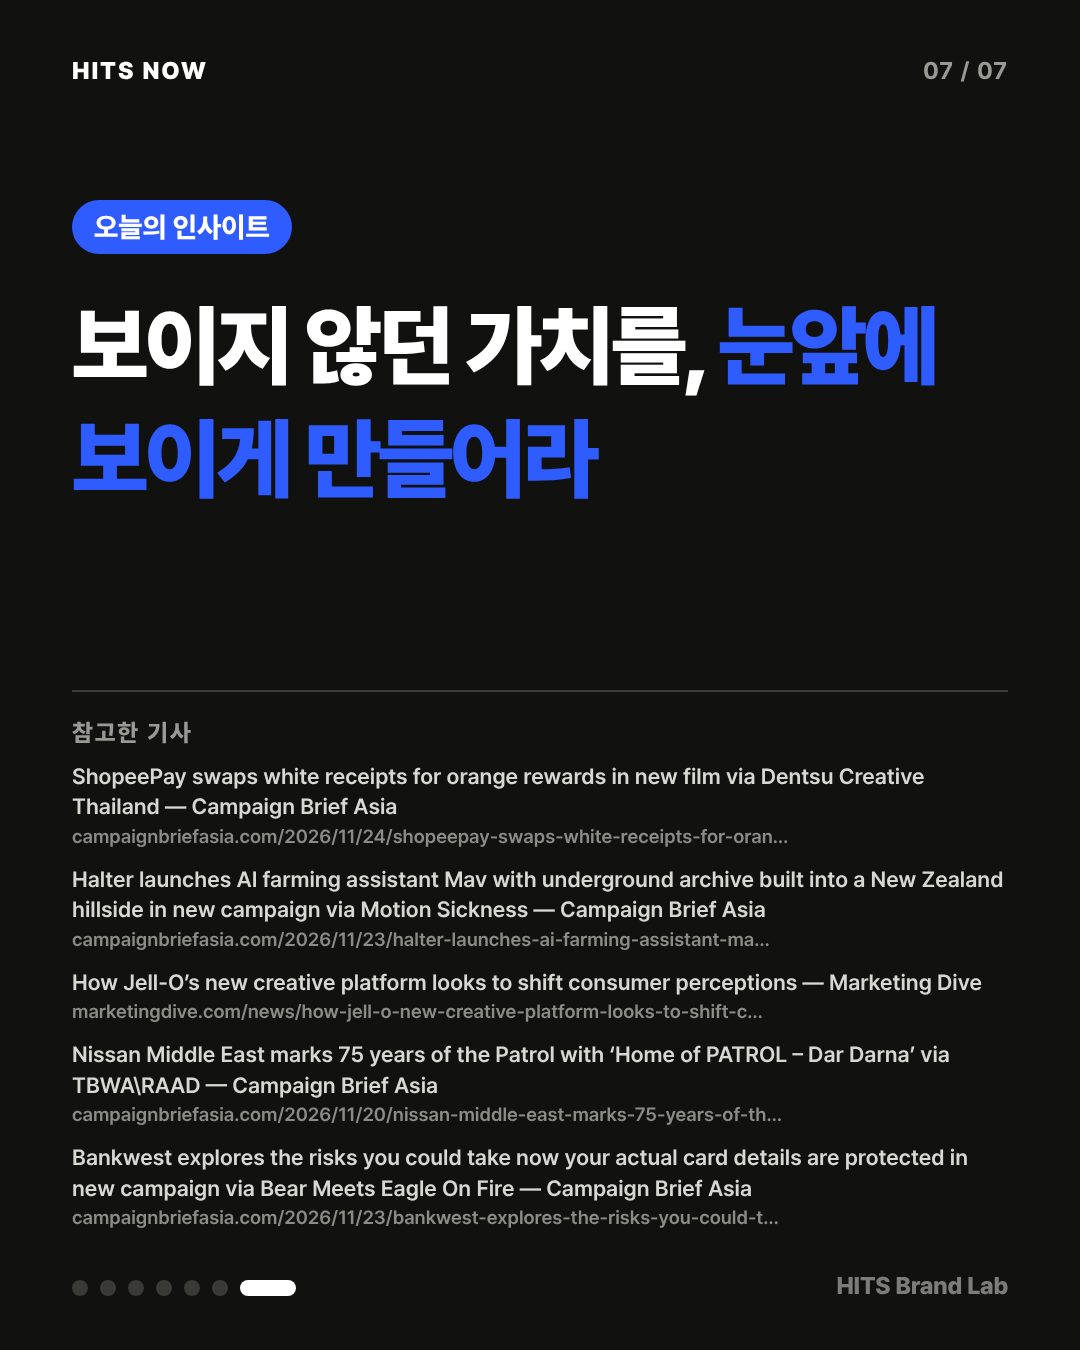 HITS NOW
07 / 07
오늘의 인사이트
보이지 않던 가치를, 눈앞에
보이게 만들어라
참고한 기사
ShopeePay swaps white receipts for orange rewards in new film via Dentsu Creative
Thailand — Campaign Brief Asia
campaignbriefasia.com/2026/11/24/shopeepay-swaps-white-receipts-for-oran...
Halter launches AI farming assistant Mav with underground archive built into a New Zealand
hillside in new campaign via Motion Sickness — Campaign Brief Asia
campaignbriefasia.com/2026/11/23/halter-launches-ai-farming-assistant-ma...
How Jell-O’s new creative platform looks to shift consumer perceptions — Marketing Dive
marketingdive.com/news/how-jell-o-new-creative-platform-looks-to-shift-c...
Nissan Middle East marks 75 years of the Patrol with ‘Home of PATROL – Dar Darna’ via
TBWA\RAAD — Campaign Brief Asia
campaignbriefasia.com/2026/11/20/nissan-middle-east-marks-75-years-of-th...
Bankwest explores the risks you could take now your actual card details are protected in
new campaign via Bear Meets Eagle On Fire — Campaign Brief Asia
campaignbriefasia.com/2026/11/23/bankwest-explores-the-risks-you-could-t...
HITS Brand Lab